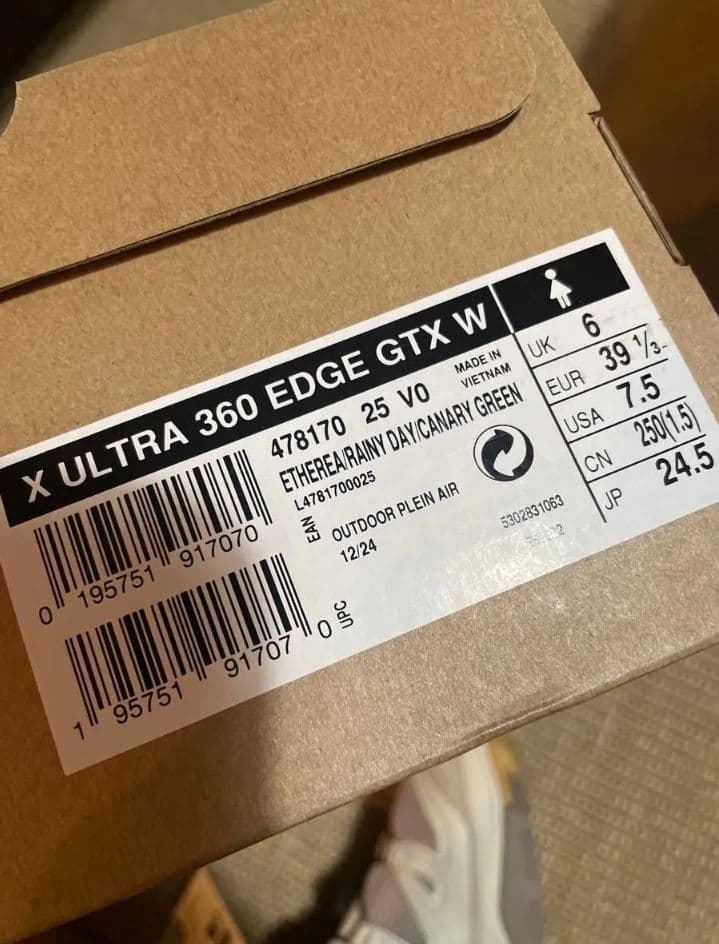 X ULTRA 360 EDGE GTX W
478170 25 V0
MADE IN
VIETNAM
ETHEREA/RAINY DAY/CANARY GREEN
L4781700025
EAN
OUTDOOR PLEIN AIR
12/24
5302831063
0 195751 917070
1 95751 91707 0
UPC
UK 6
EUR 39 1/3
USA 7.5
CN 250(1.5)
JP 24.5